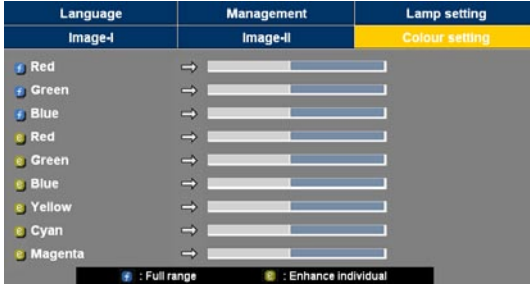 Language Management Lamp setting
Image-I Image-II Colour setting
f Red
f Green
f Blue
e Red
e Green
e Blue
e Yellow
e Cyan
e Magenta
f : Full range e : Enhance individual